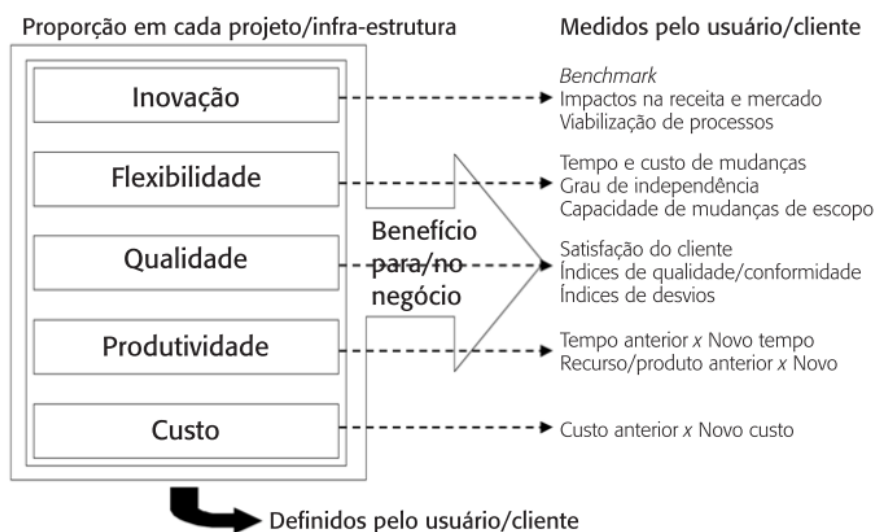 Proporção em cada projeto/infra-estrutura
Medidos pelo usuário/cliente
Inovação
Benchmark
Impactos na receita e mercado
Viabilização de processos
Flexibilidade
Tempo e custo de mudanças
Grau de independência
Capacidade de mudanças de escopo
Benefício
para/no
negócio
Qualidade
Satisfação do cliente
Índices de qualidade/conformidade
Índices de desvios
Produtividade
Tempo anterior x Novo tempo
Recurso/produto anterior x Novo
Custo
Custo anterior x Novo custo
Definidos pelo usuário/cliente